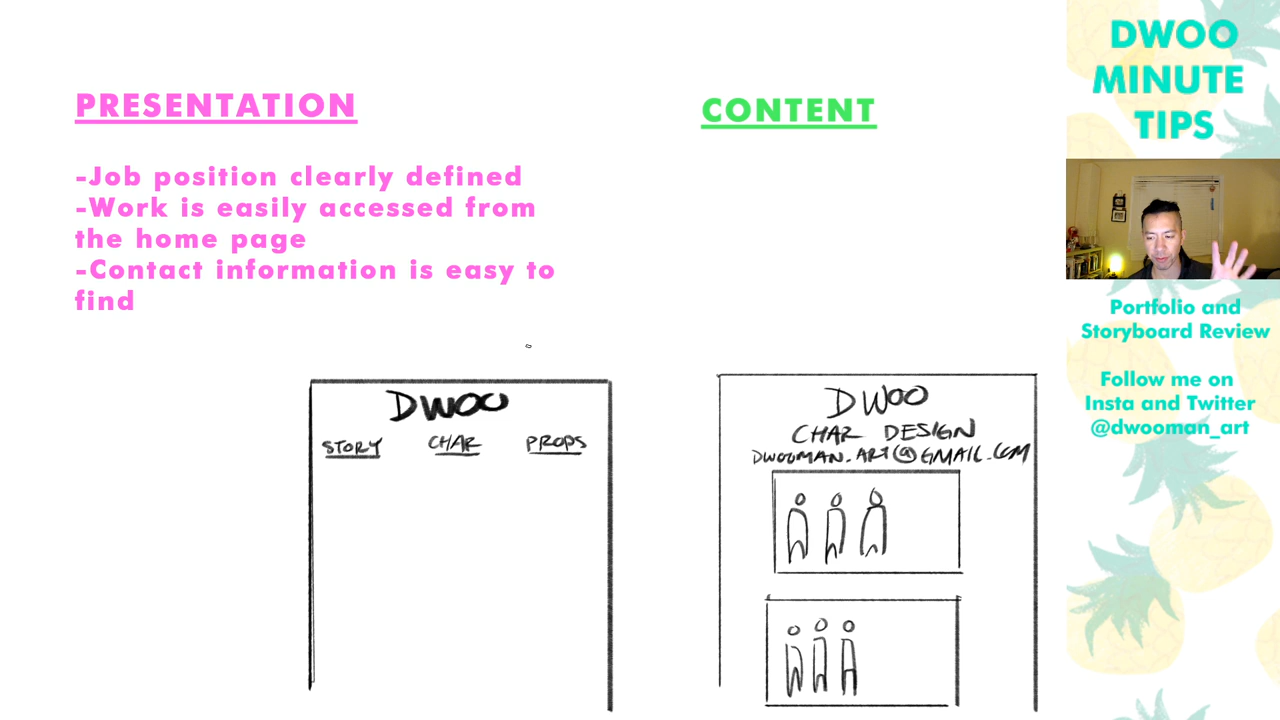 PRESENTATION
-Job position clearly defined
-Work is easily accessed from
the home page
-Contact information is easy to
find
DWOO
STORY CHAR PROPS
CONTENT
DWOO
CHAR DESIGN
DWOOMAN.ART@GMAIL.COM
DWOO
MINUTE
TIPS
Portfolio and
Storyboard Review
Follow me on
Insta and Twitter
@dwooman_art